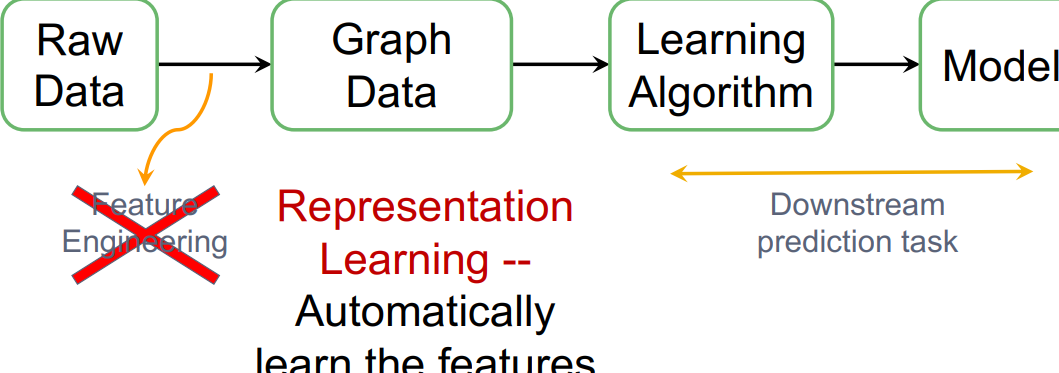 Raw
Data
Graph
Data
Learning
Algorithm
Model
Feature
Engineering
Representation
Learning --
Automatically
learn the features
Downstream
prediction task